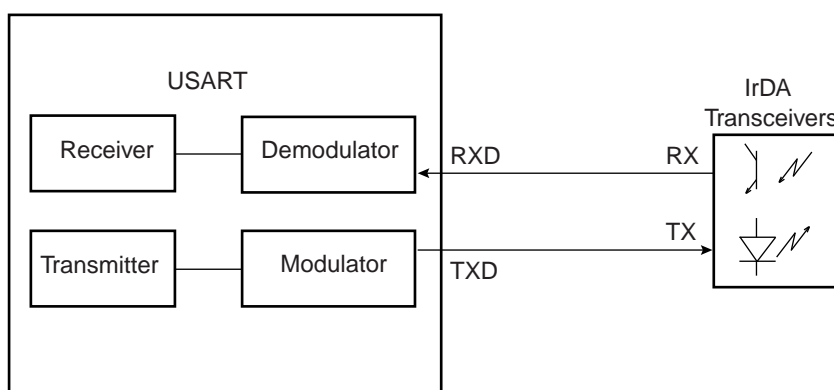 USART
IrDA
Transceivers
Receiver
Demodulator
RXD
RX
Transmitter
Modulator
TX
TXD